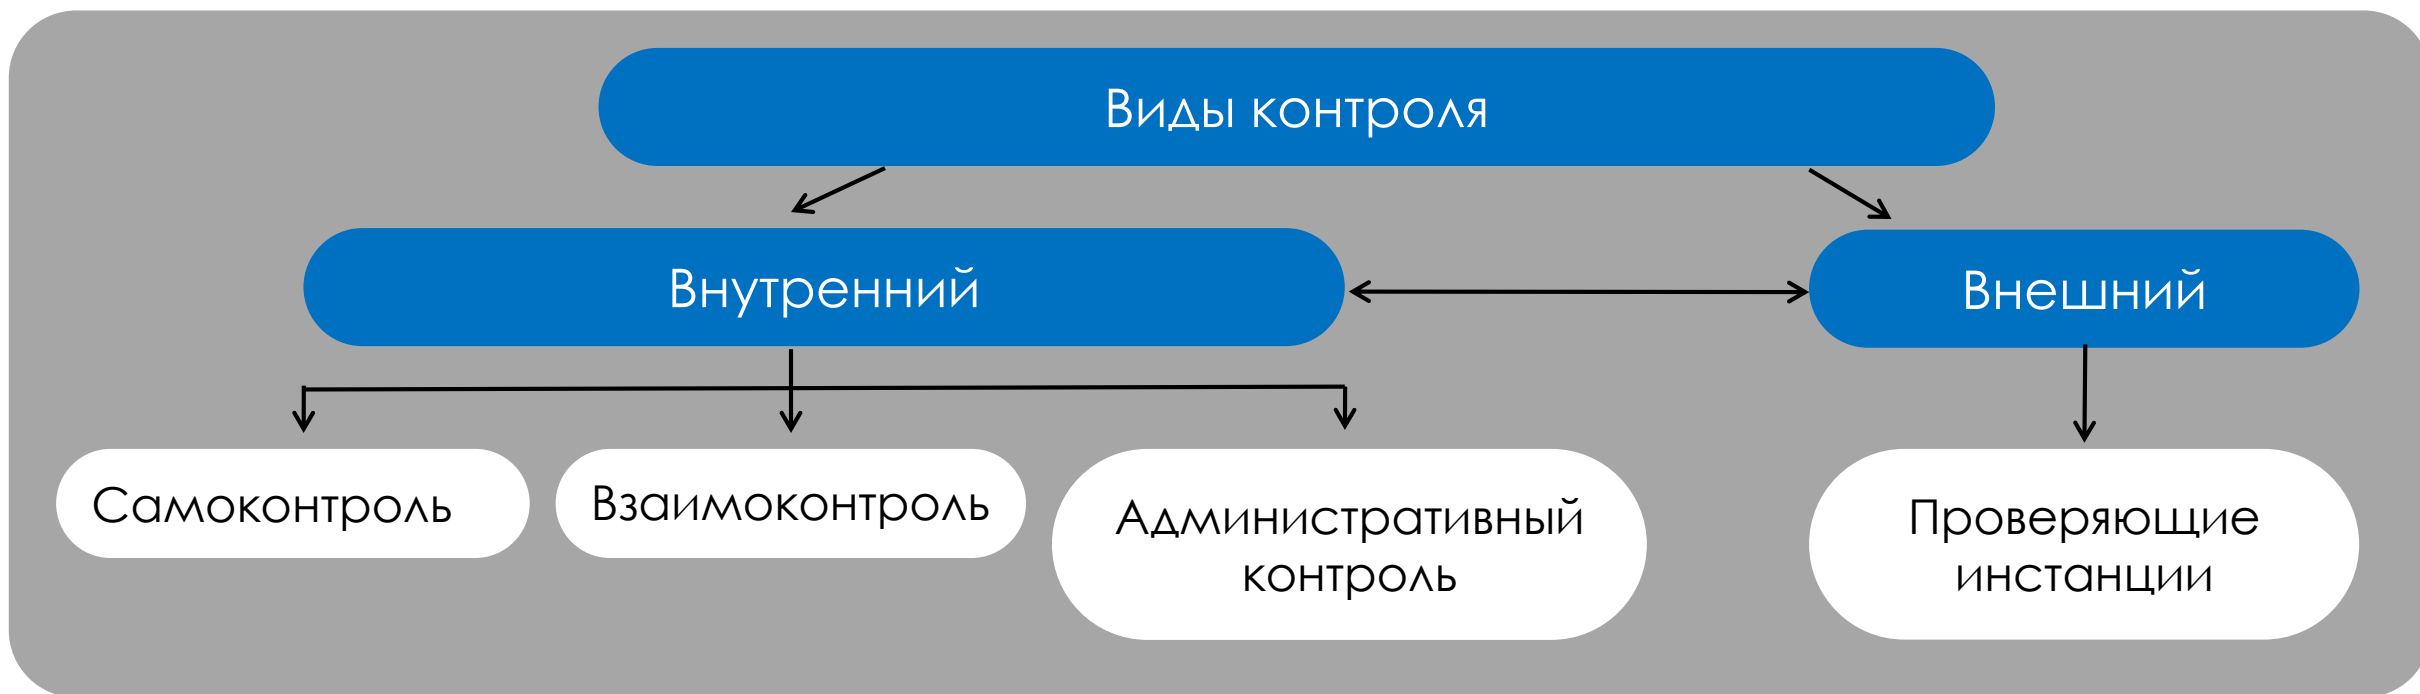 Виды контроля
Внутренний
Внешний
Самоконтроль
Взаимоконтроль
Административный
контроль
Проверяющие
инстанции